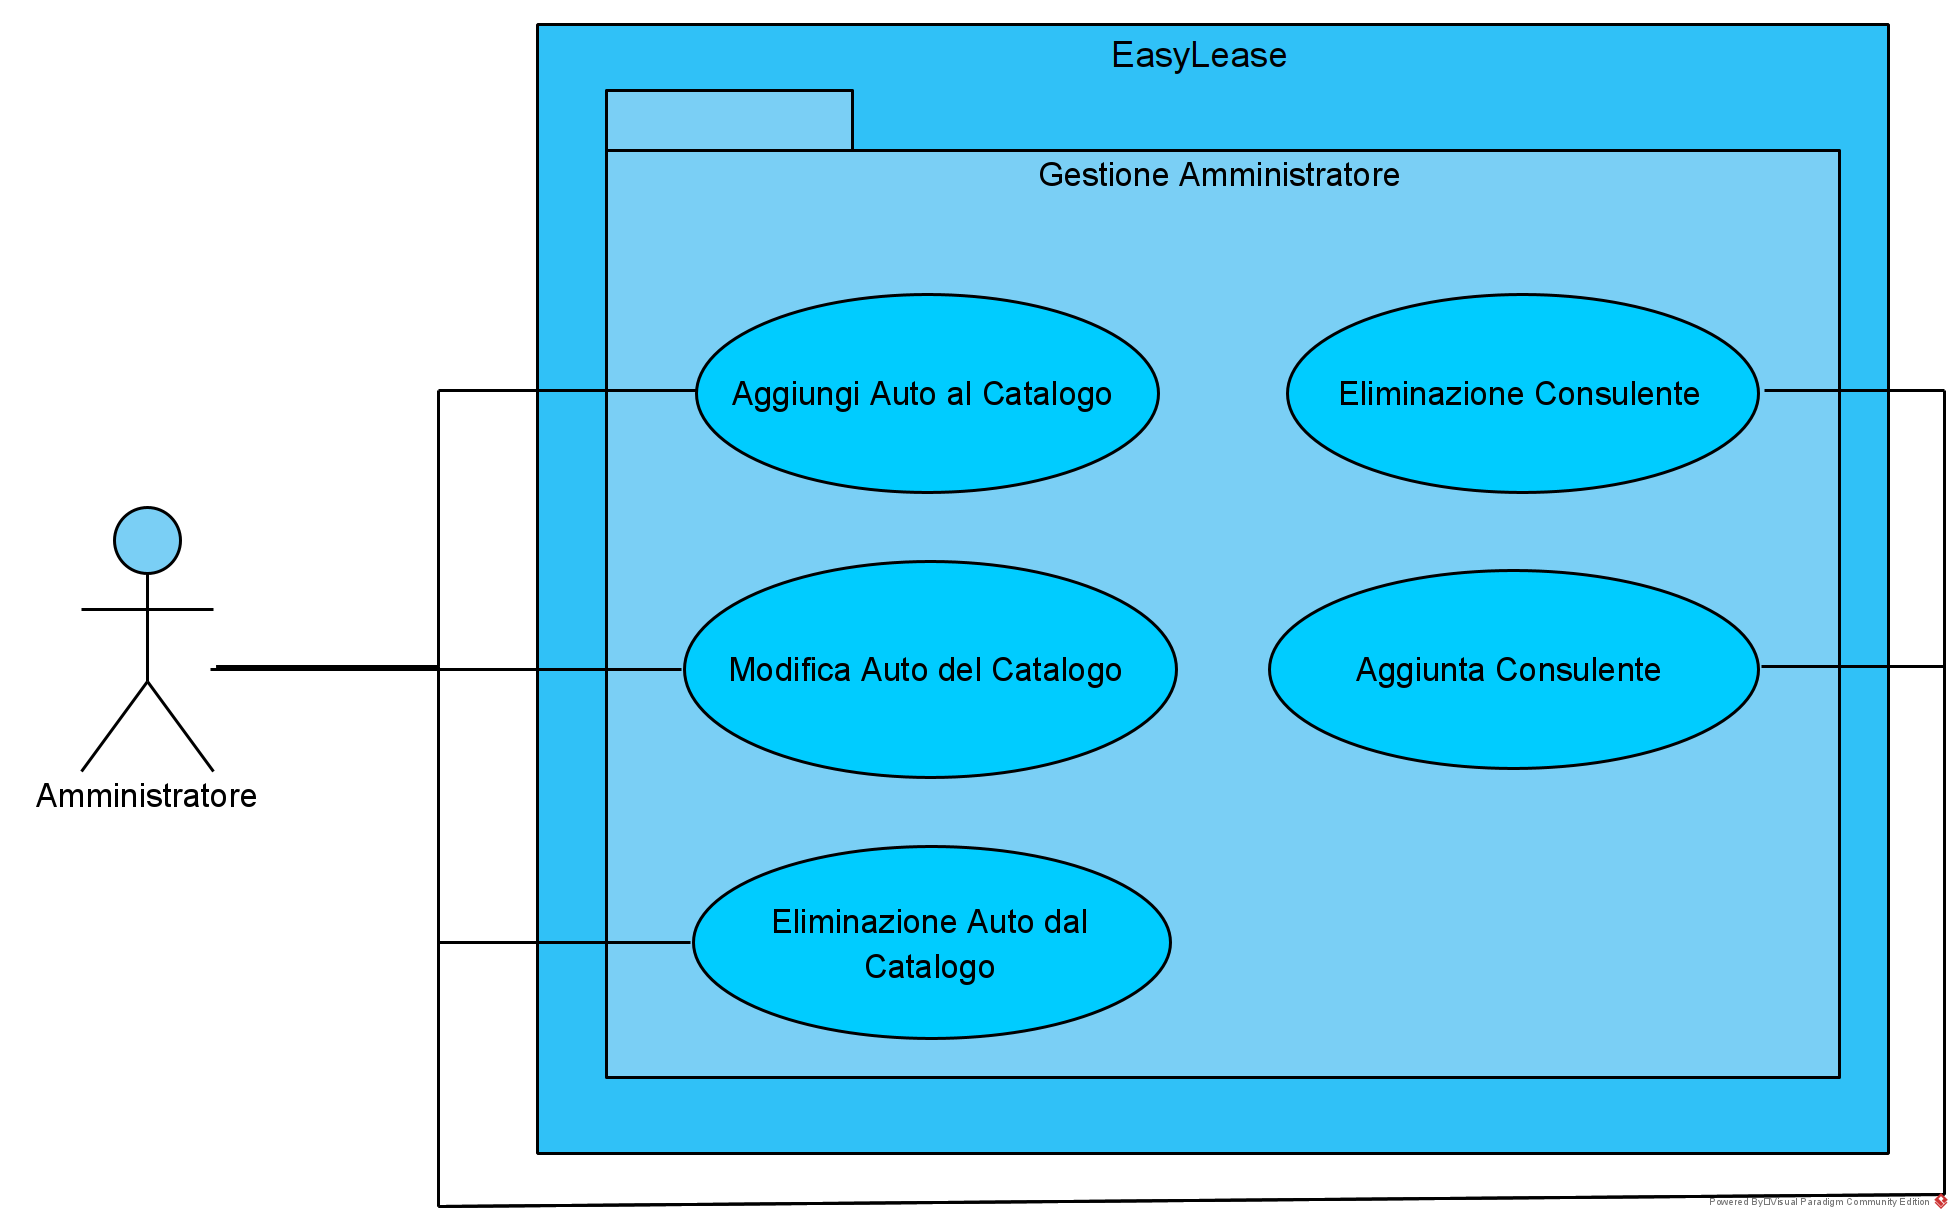 EasyLease
Gestione Amministratore
Aggiungi Auto al Catalogo
Eliminazione Consulente
Modifica Auto del Catalogo
Aggiunta Consulente
Amministratore
Eliminazione Auto dal
Catalogo
Powered By Visual Paradigm Community Edition